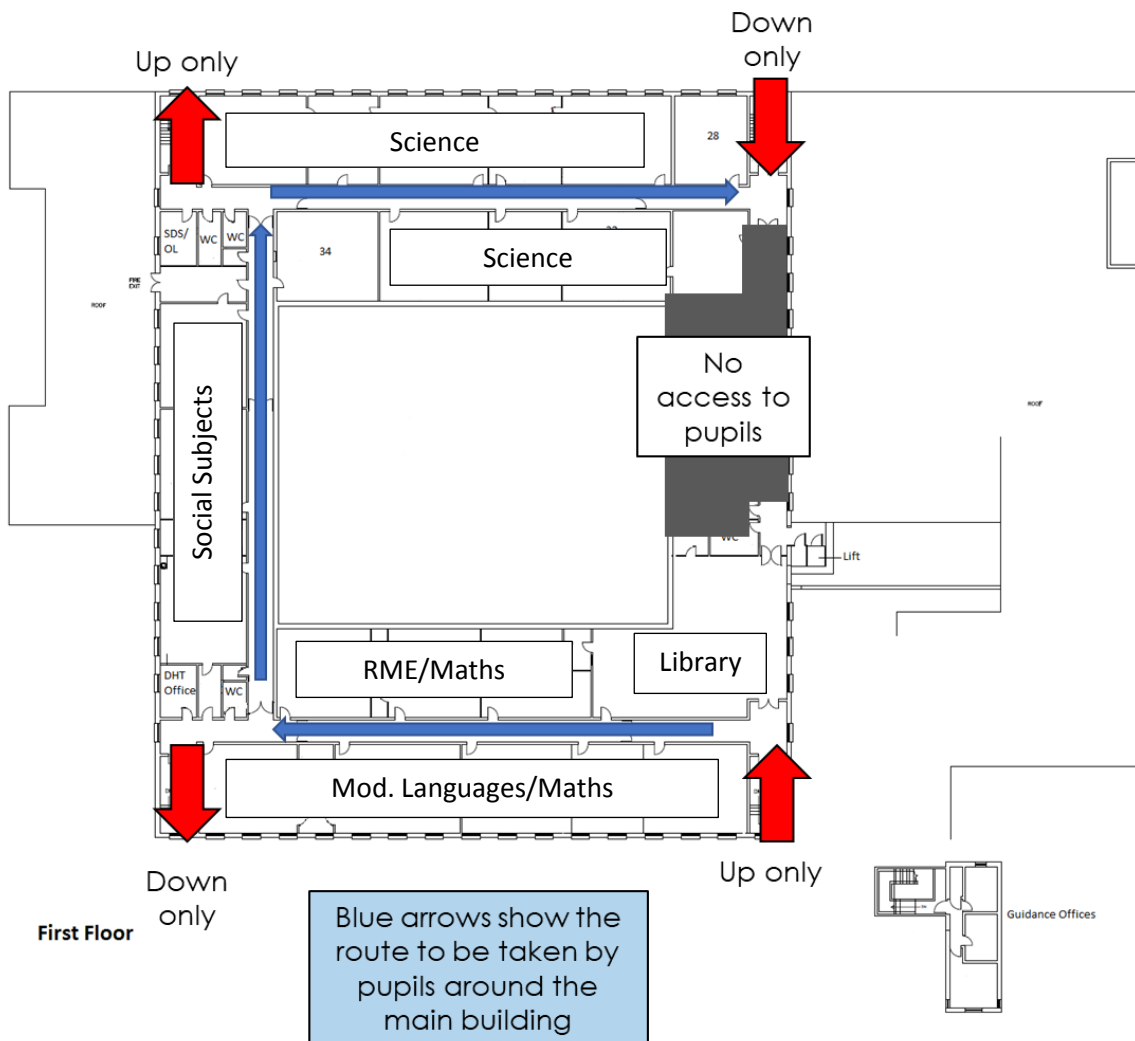 Up only
Down
only
Science
28
SDS/
OL
WC
WC
34
Science
FIRE
EXIT
ROOF
ROOF
No
access to
pupils
Social Subjects
WC
Lift
DHT
Office
WC
RME/Maths
Library
Mod. Languages/Maths
Down
only
Up only
First Floor
Blue arrows show the
route to be taken by
pupils around the
main building
Guidance Offices